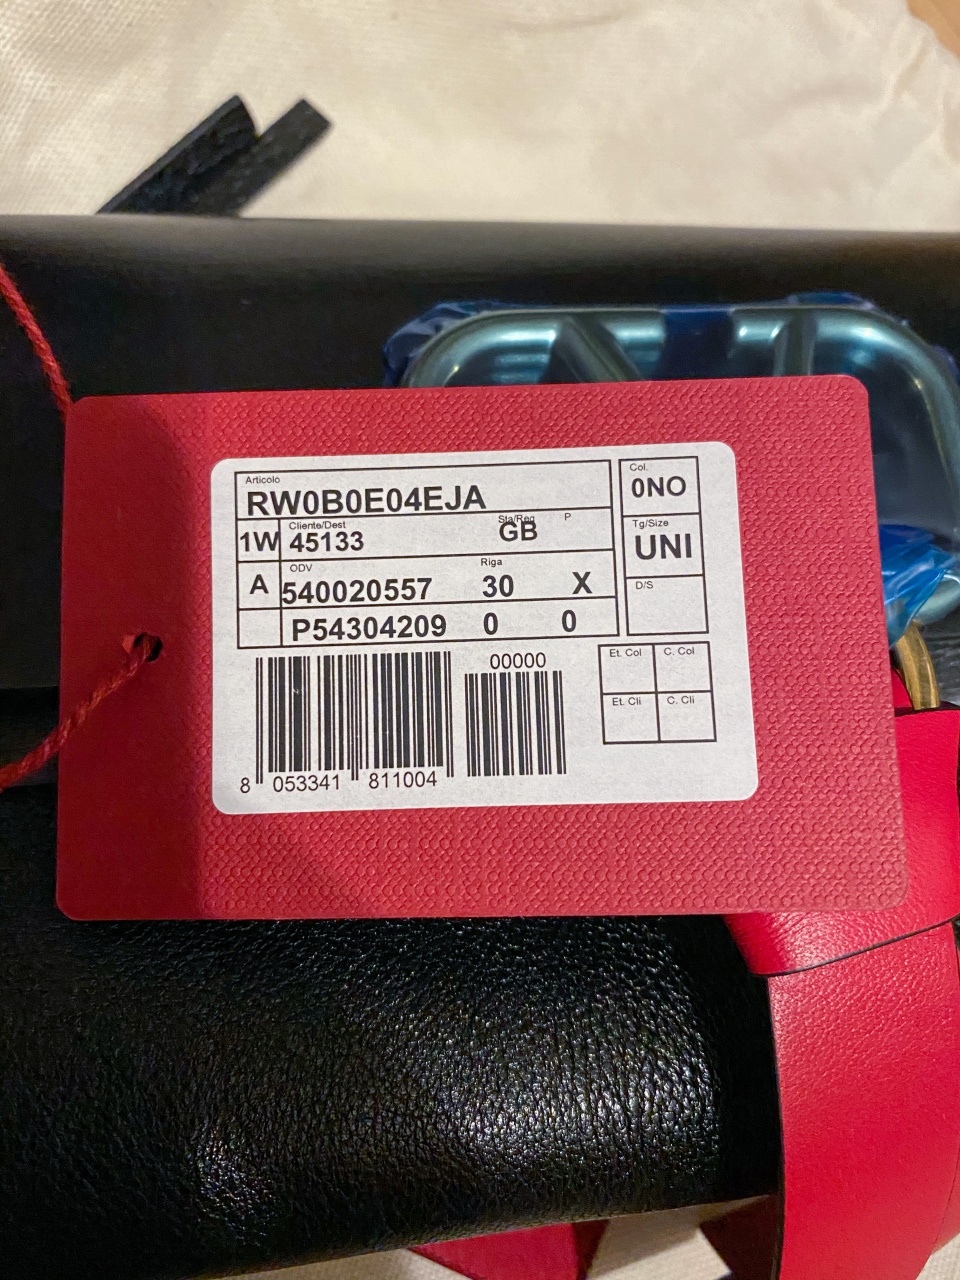 Articolo
RW0B0E04EJA
Col.
0NO
Cliente/Dest Sta/Reg P
1W 45133 GB
Tg/Size
UNI
ODV Riga
A 540020557 30 X
D/S
P54304209 0 0
00000
Et. Col C. Col
Et. Cli C. Cli
8 053341 811004